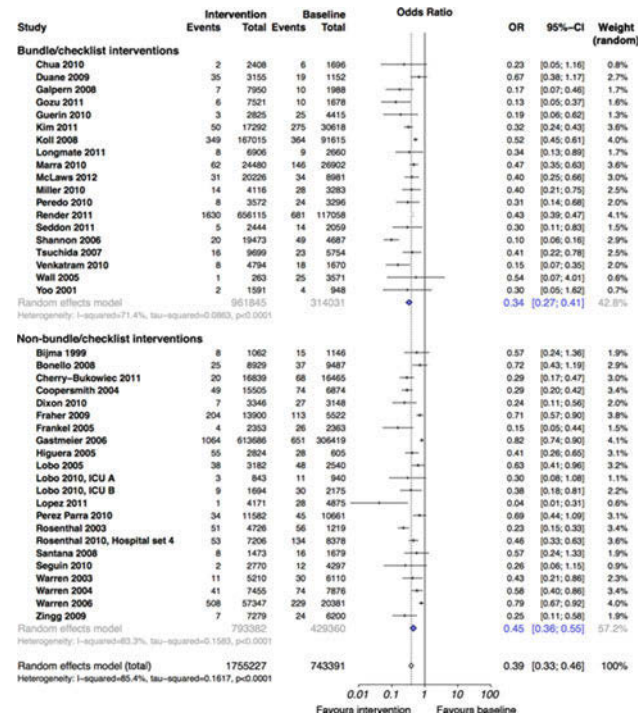 Intervention Baseline Odds Ratio
Study Events Total Events Total OR 95%-CI Weight (random)
Bundle/checklist interventions
Chua 2010 2 2408 6 1696 0.23 [0.05; 1.16] 0.8%
Duane 2009 35 3155 19 1152 0.67 [0.38; 1.17] 2.7%
Galpern 2008 7 7950 10 1988 0.17 [0.07; 0.46] 1.6%
Gozu 2011 6 7521 10 1678 0.13 [0.05; 0.37] 1.6%
Guerin 2010 3 2825 25 4415 0.19 [0.06; 0.62] 1.3%
Kim 2011 50 17292 275 30618 0.32 [0.24; 0.43] 3.6%
Koll 2008 349 167015 364 91615 0.52 [0.45; 0.61] 4.0%
Longmate 2011 8 6906 9 2660 0.34 [0.13; 0.89] 1.6%
Marra 2010 62 24480 146 26902 0.47 [0.35; 0.63] 3.6%
McLaws 2012 31 20226 34 8981 0.40 [0.25; 0.66] 2.9%
Miller 2010 14 4116 28 3283 0.40 [0.21; 0.75] 2.4%
Peredo 2010 8 3572 24 3296 0.31 [0.14; 0.68] 2.0%
Render 2011 1630 656115 681 117058 0.43 [0.39; 0.47] 4.1%
Seddon 2011 5 2444 14 2059 0.30 [0.11; 0.83] 1.5%
Shannon 2006 20 19473 49 4687 0.10 [0.06; 0.16] 2.8%
Tsuchida 2007 16 9699 23 5754 0.41 [0.22; 0.78] 2.4%
Venkatram 2010 8 4794 18 1670 0.15 [0.07; 0.35] 1.9%
Wall 2005 1 263 25 3571 0.54 [0.07; 4.01] 0.6%
Yoo 2001 2 1591 4 948 0.30 [0.05; 1.62] 0.7%
Random effects model 961845 314031 0.34 [0.27; 0.41] 42.8%
Heterogeneity: I-squared=71.4%, tau-squared=0.0863, p<0.0001
Non-bundle/checklist interventions
Bijma 1999 8 1062 15 1146 0.57 [0.24; 1.36] 1.9%
Bonello 2008 25 8929 37 9487 0.72 [0.43; 1.19] 2.9%
Cherry-Bukowiec 2011 20 16839 68 16465 0.29 [0.17; 0.47] 2.9%
Coopersmith 2004 49 15505 74 6874 0.29 [0.20; 0.42] 3.3%
Dixon 2010 7 3346 27 3148 0.24 [0.11; 0.56] 1.9%
Fraher 2009 204 13900 113 5522 0.71 [0.57; 0.90] 3.8%
Frankel 2005 4 2353 26 2363 0.15 [0.05; 0.44] 1.5%
Gastmeier 2006 1064 613686 651 306419 0.82 [0.74; 0.90] 4.1%
Higuera 2005 55 2824 28 605 0.41 [0.26; 0.65] 3.0%
Lobo 2005 38 3182 48 2540 0.63 [0.41; 0.96] 3.1%
Lobo 2010, ICU A 3 843 11 940 0.30 [0.08; 1.08] 1.1%
Lobo 2010, ICU B 9 1694 30 2175 0.38 [0.18; 0.81] 2.1%
Lopez 2011 1 4171 28 4875 0.04 [0.01; 0.31] 0.6%
Perez Parra 2010 34 11582 45 10661 0.69 [0.44; 1.09] 3.1%
Rosenthal 2003 51 4726 56 1219 0.23 [0.15; 0.33] 3.2%
Rosenthal 2010, Hospital set 4 53 7206 134 8378 0.46 [0.33; 0.63] 3.5%
Santana 2008 8 1473 16 1679 0.57 [0.24; 1.33] 1.9%
Seguin 2010 2 2770 12 4297 0.26 [0.06; 1.15] 0.9%
Warren 2003 11 5210 30 6110 0.43 [0.21; 0.86] 2.3%
Warren 2004 41 7455 74 7876 0.58 [0.40; 0.86] 3.3%
Warren 2006 508 57347 229 20381 0.79 [0.67; 0.92] 4.0%
Zingg 2009 7 7279 24 6200 0.25 [0.11; 0.58] 1.9%
Random effects model 793382 429360 0.45 [0.36; 0.55] 57.2%
Heterogeneity: I-squared=83.3%, tau-squared=0.1583, p<0.0001
Random effects model (total) 1755227 743391 0.39 [0.33; 0.46] 100%
Heterogeneity: I-squared=85.4%, tau-squared=0.1617, p<0.0001
0.01 0.1 1 10 100
Favours intervention Favours baseline